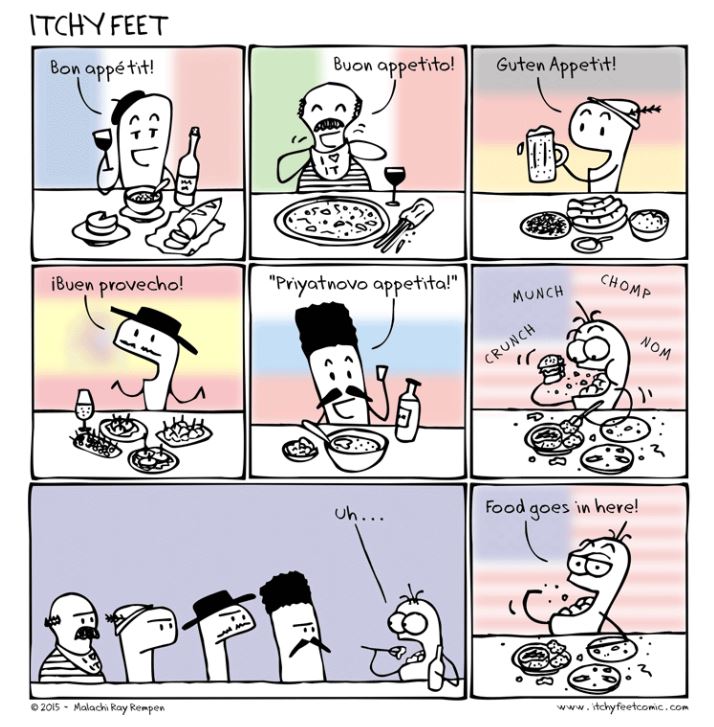 ITCHY FEET
Bon appétit!
Buon appetito!
I ♥
IT
Guten Appetit!
¡Buen provecho!
"Priyatnovo appetita!"
MUNCH
CHOMP
CRUNCH
NOM
Uh...
Food goes in here!
© 2015 - Malachi Ray Rempen
www.itchyfeetcomic.com